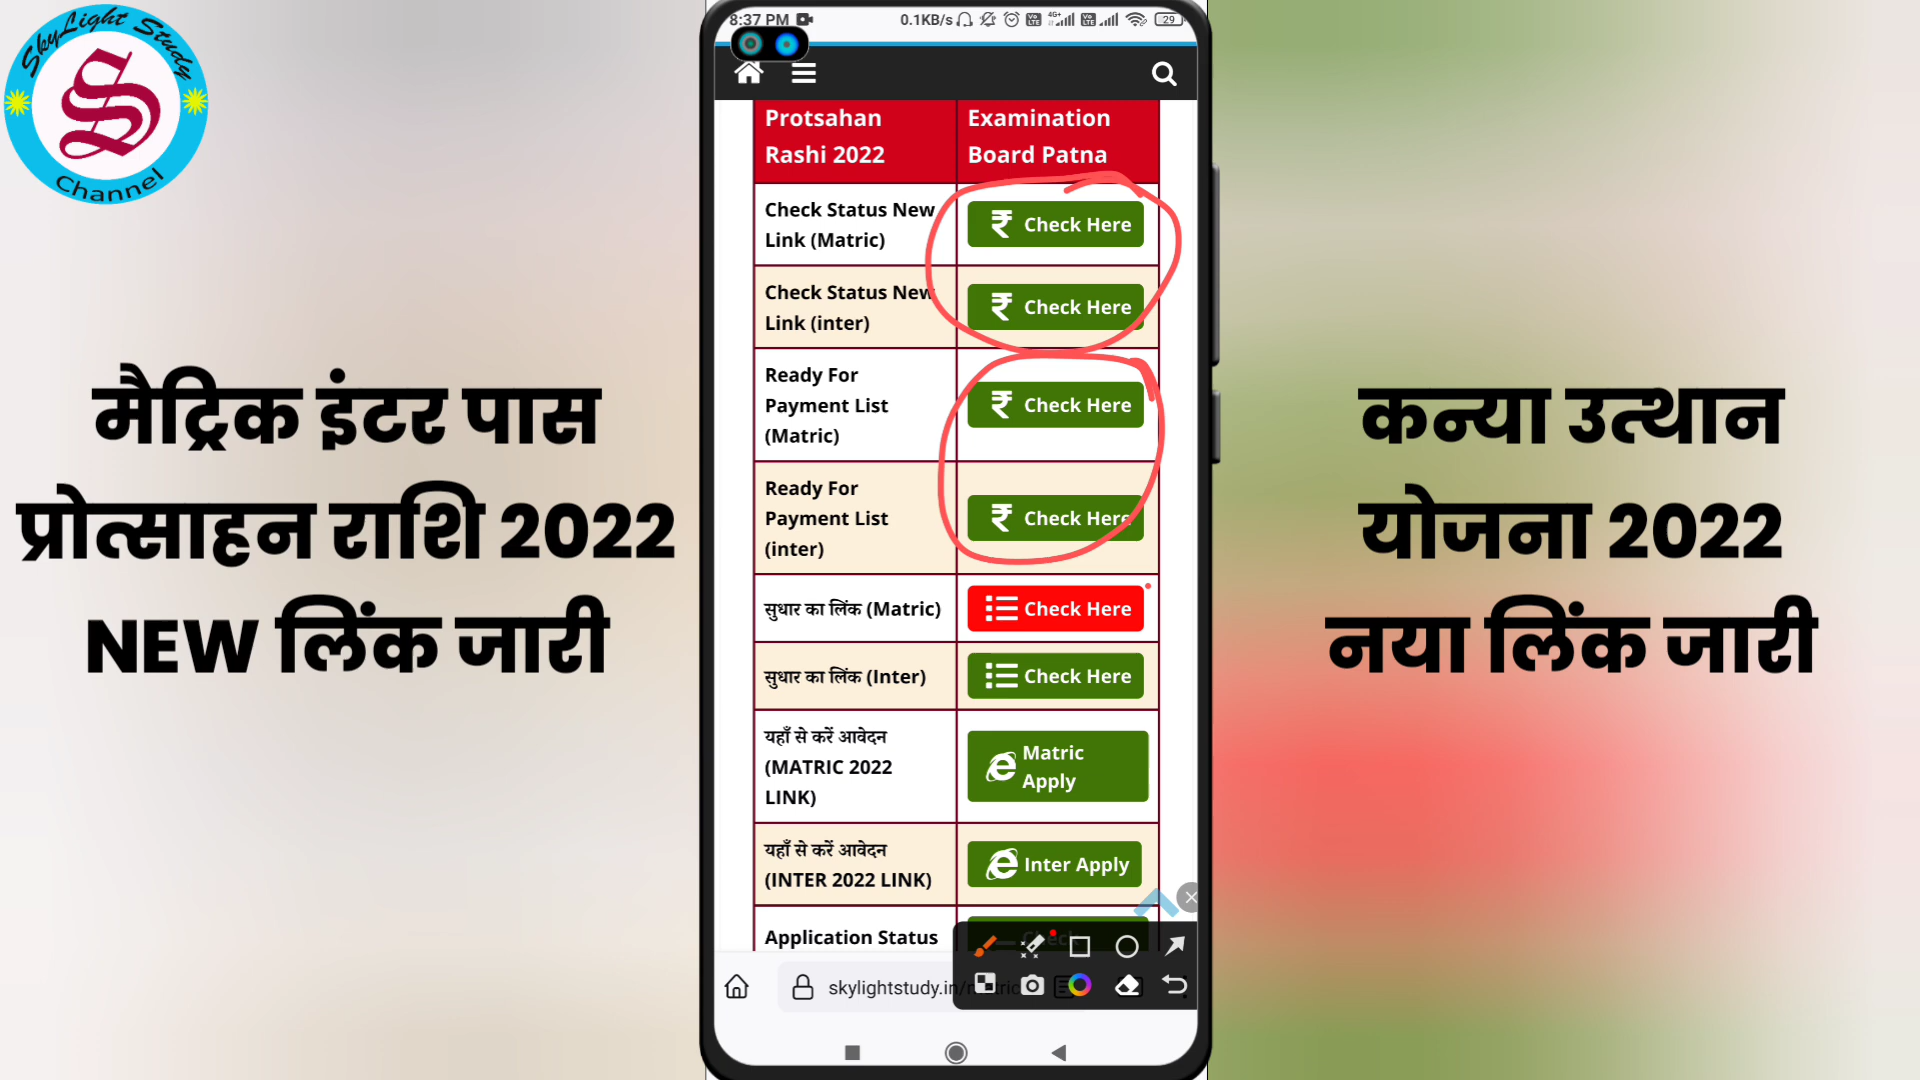 SkyLight Study
S
Channel
मैट्रिक इंटर पास
प्रोत्साहन राशि 2022
NEW लिंक जारी
8:37 PM
0.1KB/s
4G+
29
Protsahan
Rashi 2022
Examination
Board Patna
Check Status New
Link (Matric)
₹ Check Here
Check Status New
Link (inter)
₹ Check Here
Ready For
Payment List
(Matric)
₹ Check Here
Ready For
Payment List
(inter)
₹ Check Here
सुधार का लिंक (Matric)
Check Here
सुधार का लिंक (Inter)
Check Here
यहाँ से करें आवेदन
(MATRIC 2022
LINK)
Matric
Apply
यहाँ से करें आवेदन
(INTER 2022 LINK)
Inter Apply
Application Status
Check
skylightstudy.in/
कन्या उत्थान
योजना 2022
नया लिंक जारी